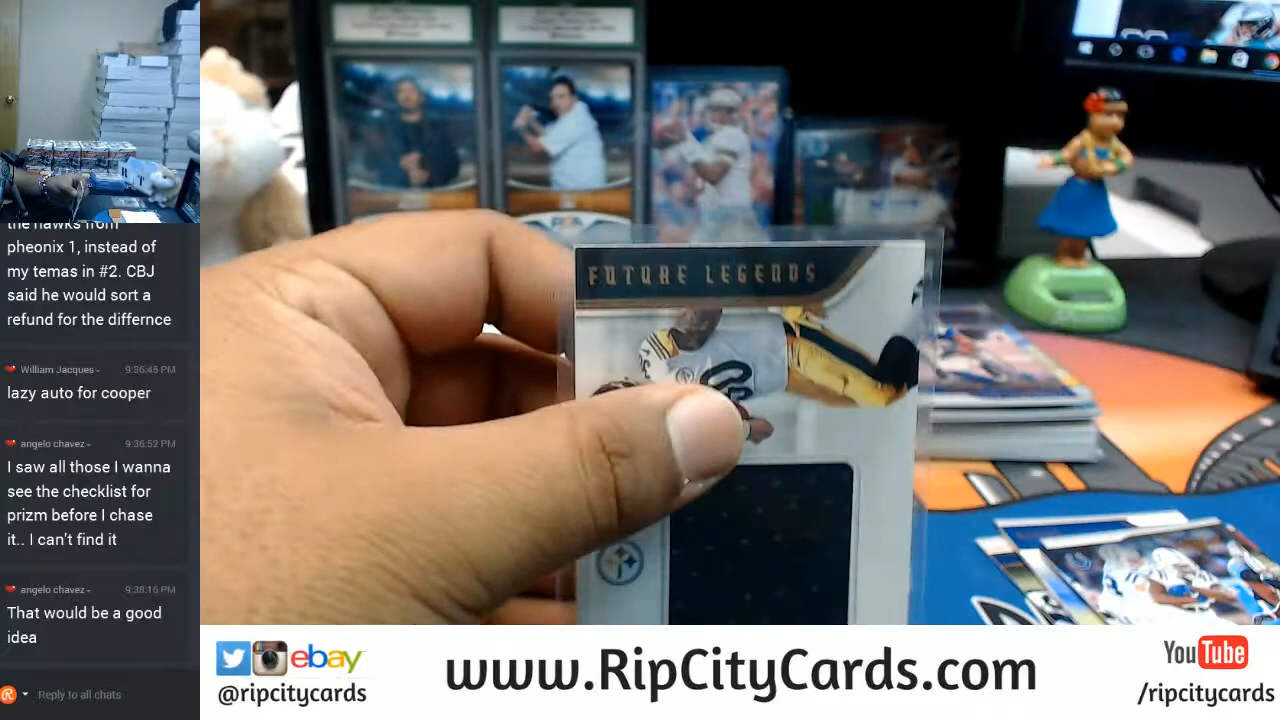 the hawks from
pheonix 1, instead of
my temas in #2. CBJ
said he would sort a
refund for the differnce
William Jacques 9:36:45 PM
lazy auto for cooper
angelo chavez 9:36:52 PM
I saw all those I wanna
see the checklist for
prizm before I chase
it.. I can't find it
angelo chavez 9:38:16 PM
That would be a good
idea
Reply to all chats
FUTURE LEGENDS
ebay
@ripcitycards
www.RipCityCards.com
YouTube
/ripcitycards